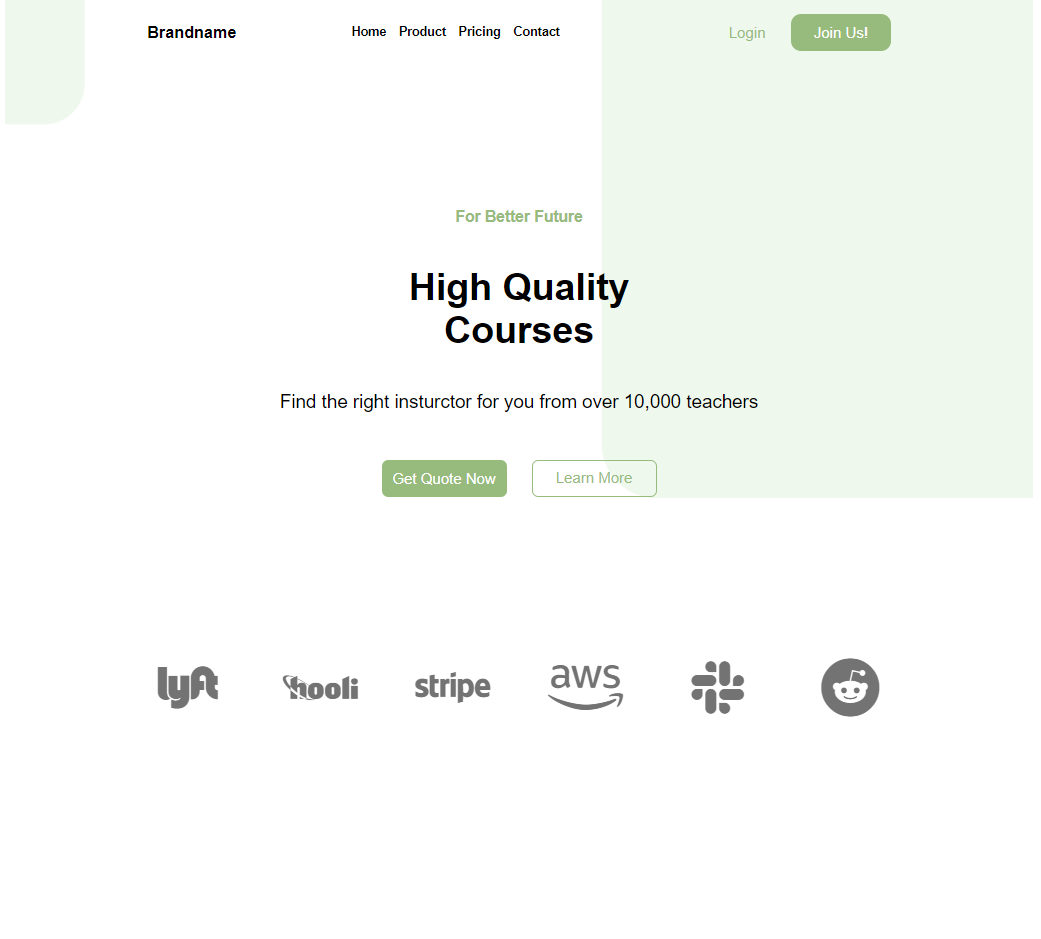 Brandname
Home Product Pricing Contact
Login
Join Us!
For Better Future
High Quality
Courses
Find the right insturctor for you from over 10,000 teachers
Get Quote Now
Learn More
lyft
hooli
stripe
aws